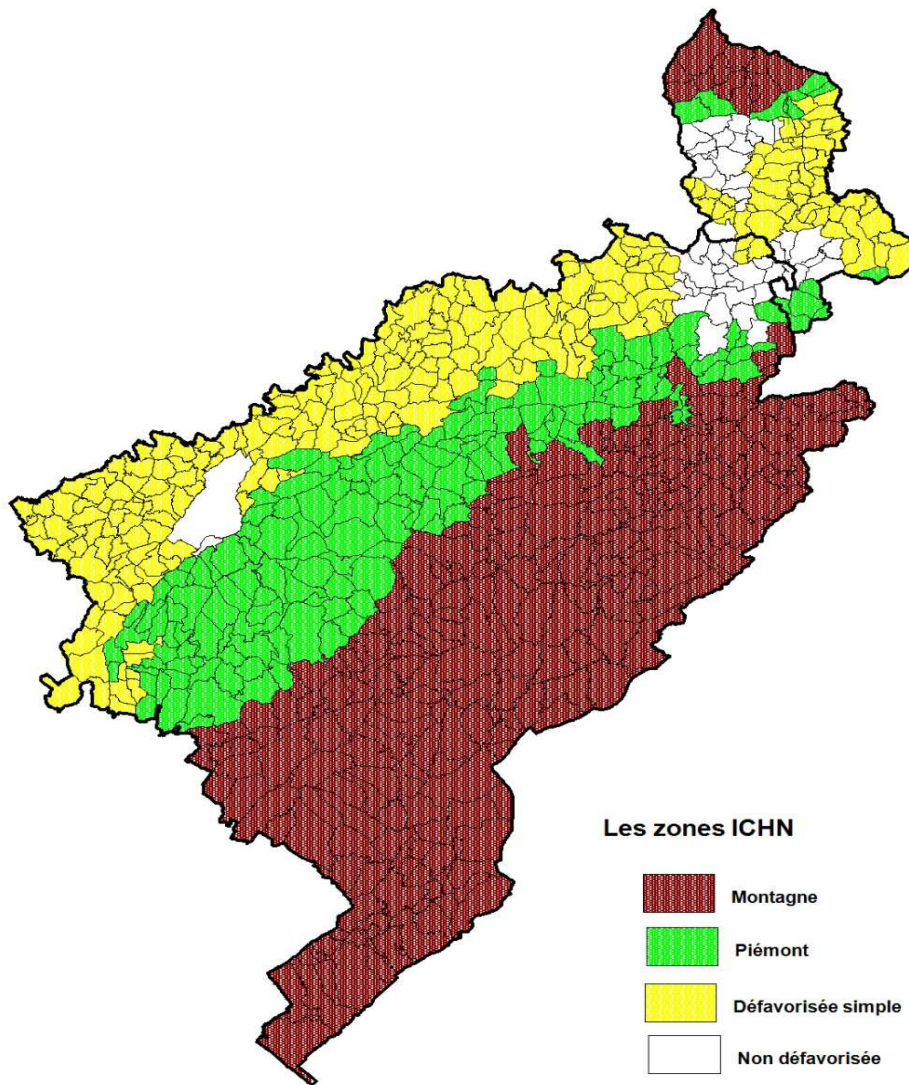 Les zones ICHN
Montagne
Piémont
Défavorisée simple
Non défavorisée